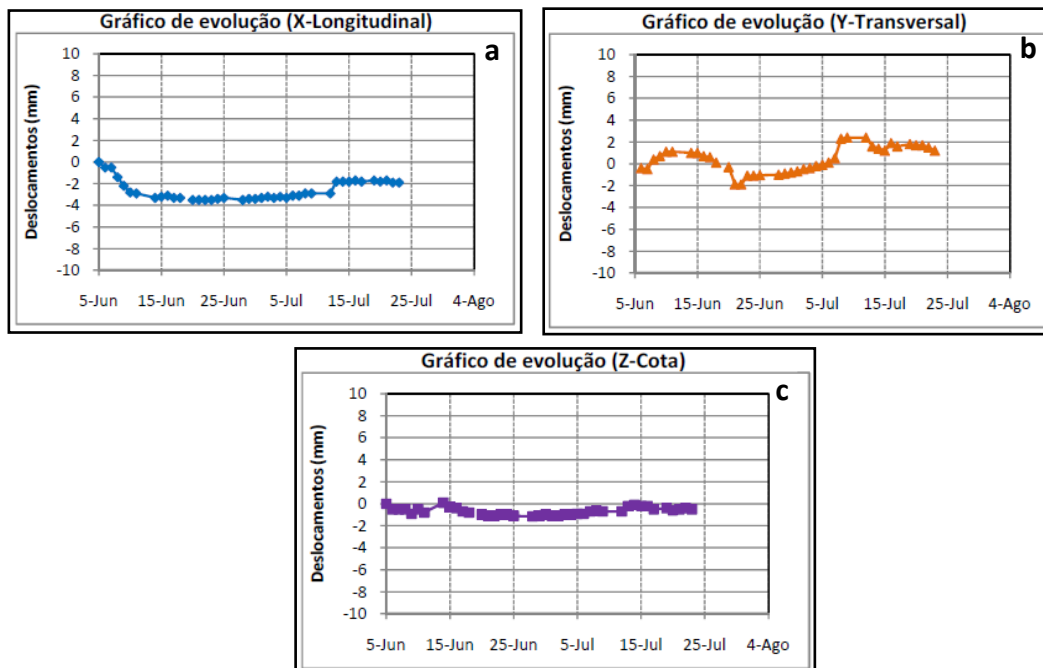 Gráfico de evolução (X-Longitudinal)
a
Deslocamentos (mm)
10
8
6
4
2
0
-2
-4
-6
-8
-10
5-Jun 15-Jun 25-Jun 5-Jul 15-Jul 25-Jul 4-Ago
Gráfico de evolução (Y-Transversal)
b
Deslocamentos (mm)
10
8
6
4
2
0
-2
-4
-6
-8
-10
5-Jun 15-Jun 25-Jun 5-Jul 15-Jul 25-Jul 4-Ago
Gráfico de evolução (Z-Cota)
c
Deslocamentos (mm)
10
8
6
4
2
0
-2
-4
-6
-8
-10
5-Jun 15-Jun 25-Jun 5-Jul 15-Jul 25-Jul 4-Ago